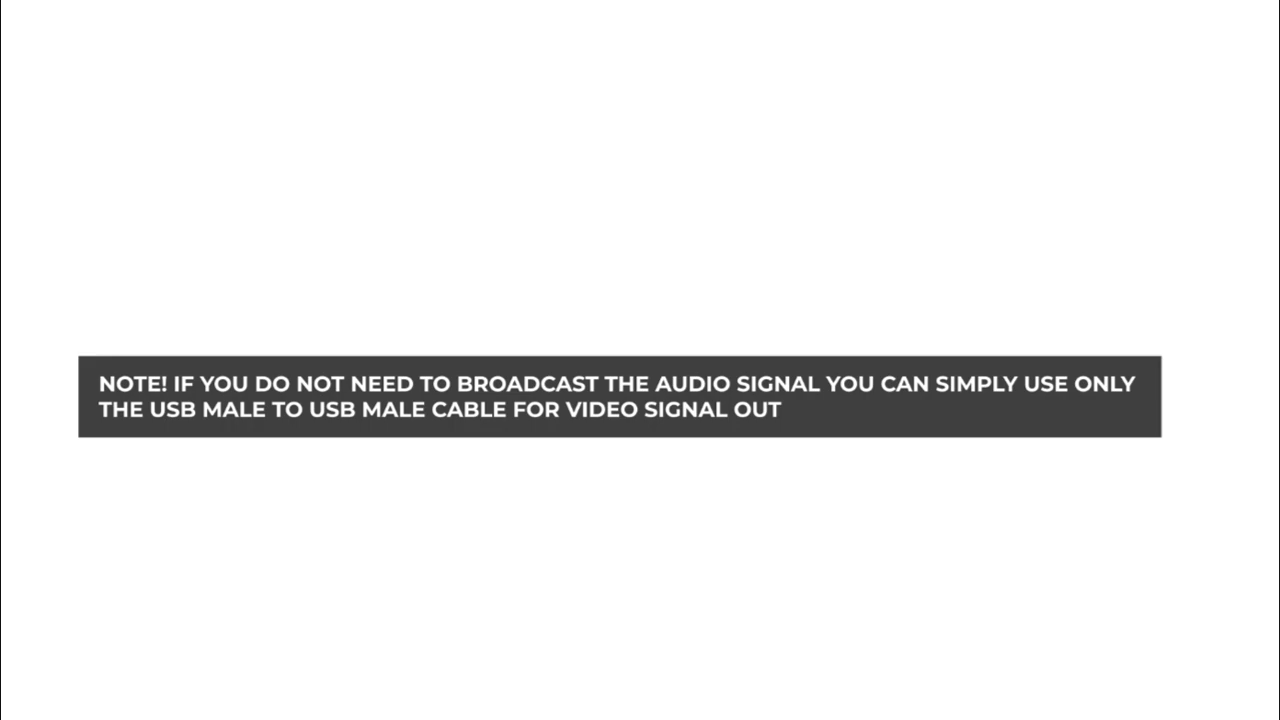 NOTE! IF YOU DO NOT NEED TO BROADCAST THE AUDIO SIGNAL YOU CAN SIMPLY USE ONLY
THE USB MALE TO USB MALE CABLE FOR VIDEO SIGNAL OUT